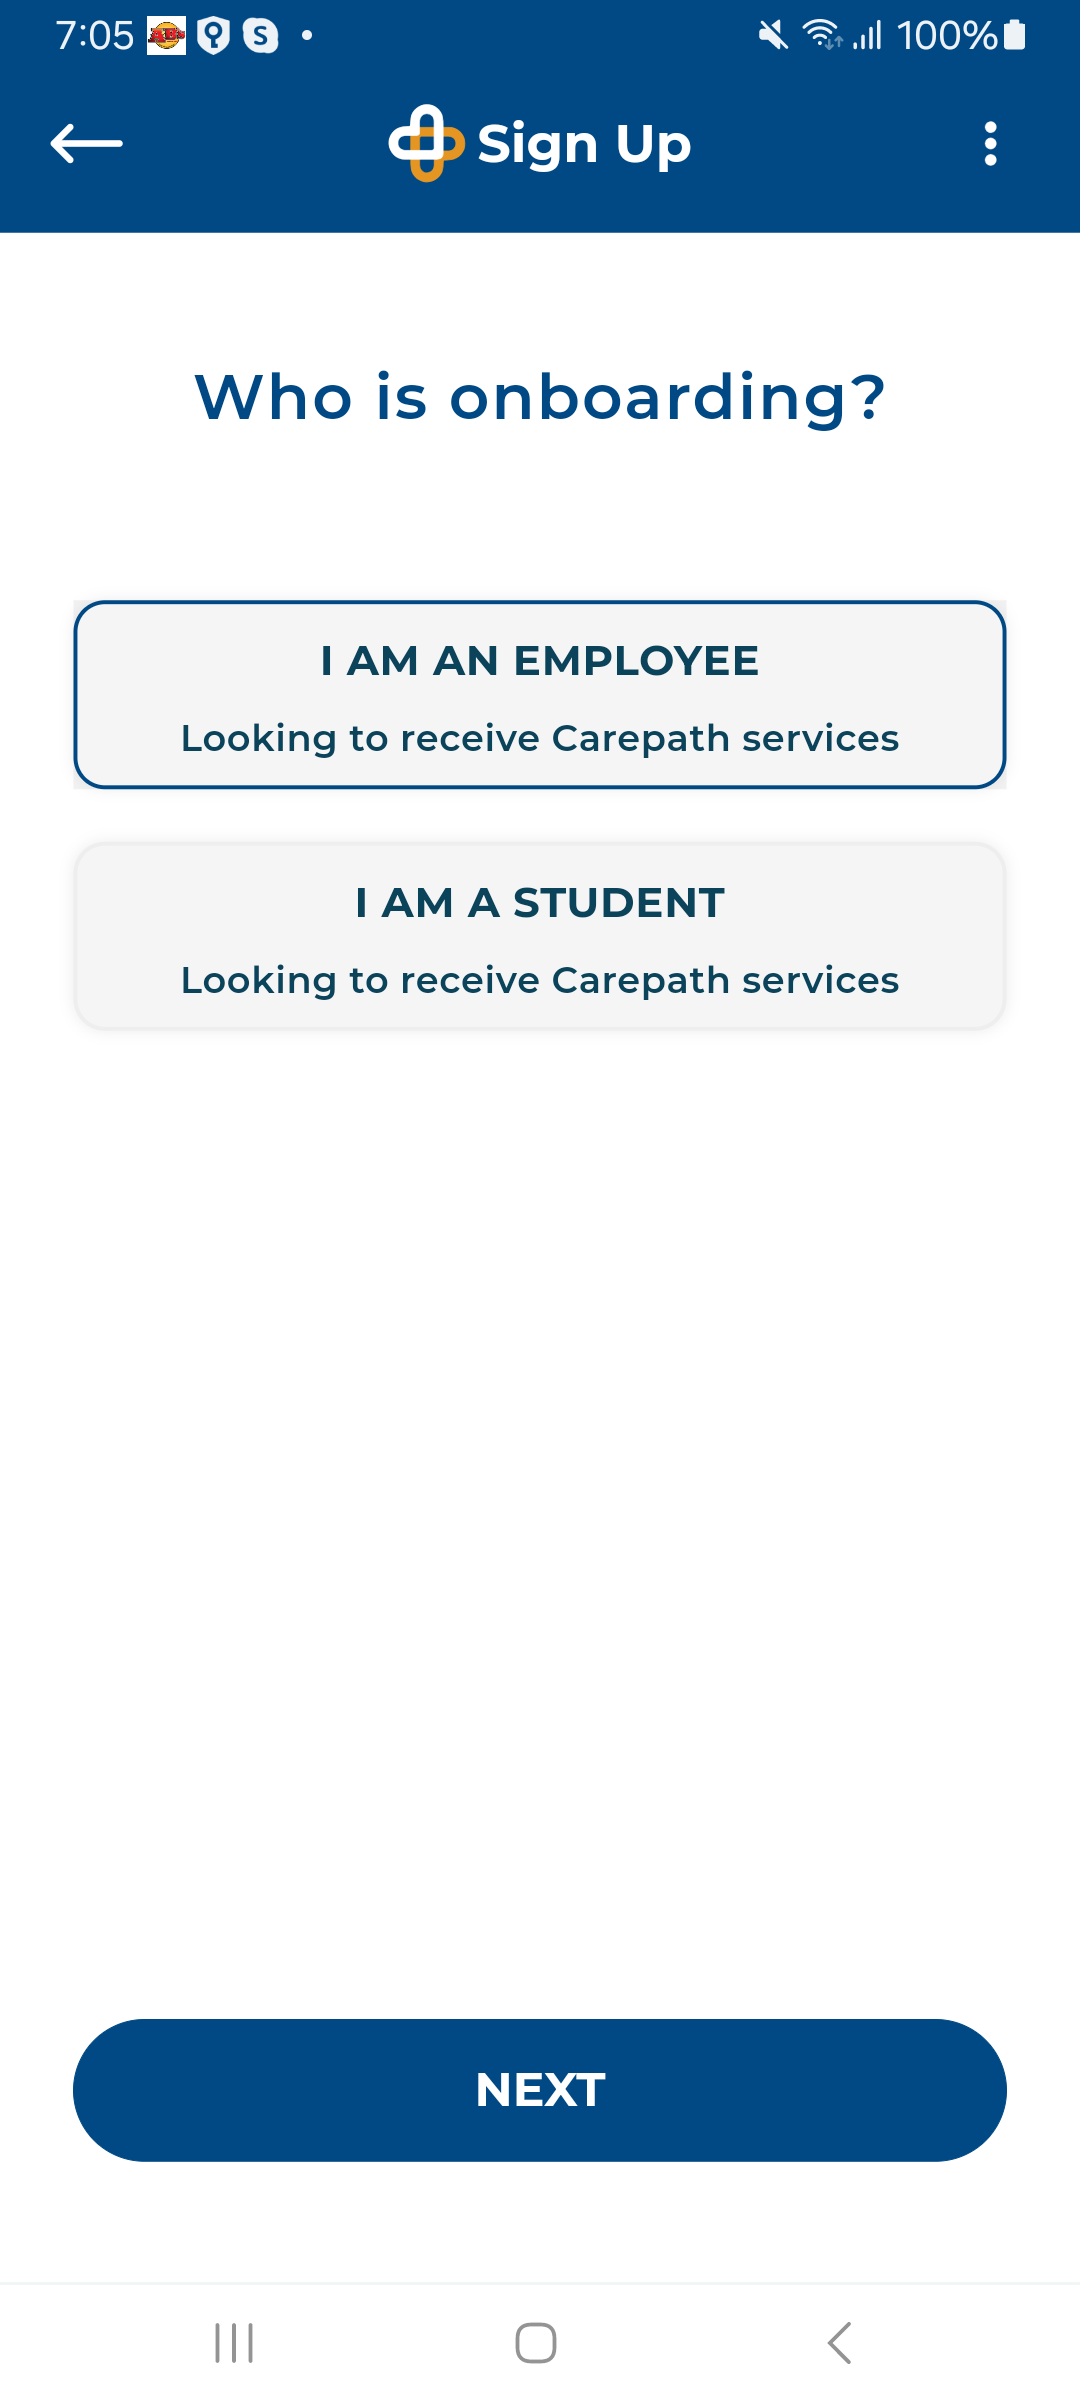 7:05 ABs S 100%
Sign Up
Who is onboarding?
I AM AN EMPLOYEE
Looking to receive Carepath services
I AM A STUDENT
Looking to receive Carepath services
NEXT